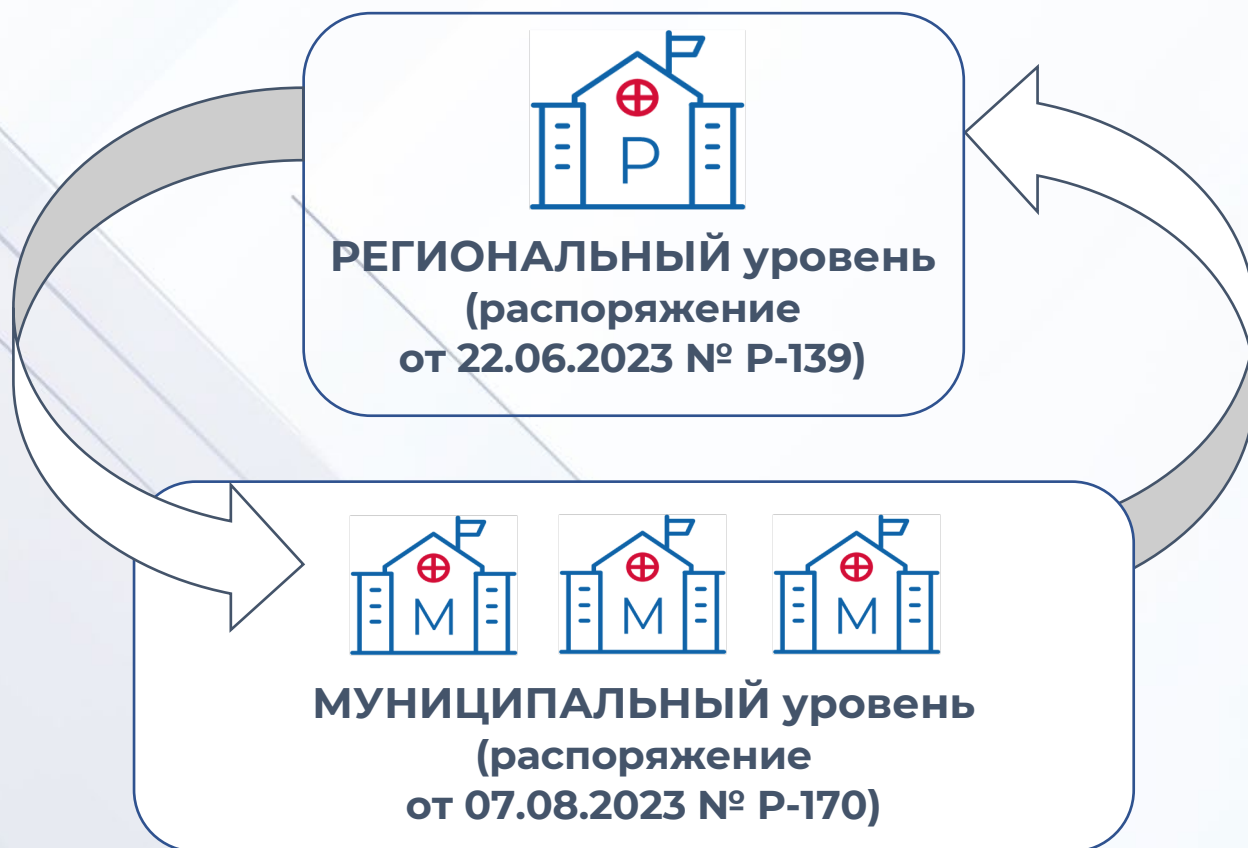 Р
РЕГИОНАЛЬНЫЙ уровень
(распоряжение
от 22.06.2023 № Р-139)
М М М
МУНИЦИПАЛЬНЫЙ уровень
(распоряжение
от 07.08.2023 № Р-170)